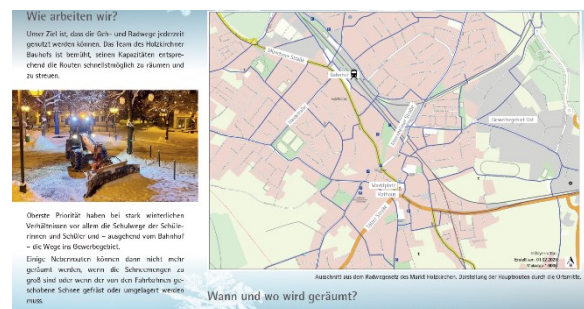 Wie arbeiten wir?
Unser Ziel ist, dass die Geh- und Radwege jederzeit
genutzt werden können. Das Team des Holzkirchner
Bauhofs ist bemüht, seinen Kapazitäten entspre-
chend die Routen schnellstmöglich zu räumen und
zu streuen.
Oberste Priorität haben bei stark winterlichen
Verhältnissen vor allem die Schulwege der Schüle-
rinnen und Schüler und – ausgehend vom Bahnhof
– die Wege ins Gewerbegebiet.
Einige Nebenrouten können dann nicht mehr
geräumt werden, wenn die Schneemengen zu
groß sind oder wenn der von den Fahrbahnen ge-
schobene Schnee gefräst oder umgelagert werden
muss.
Münchner Straße
Bahnhof
Gewerbegebiet Ost
Marktplatz
Rathaus
Ausschnitt aus dem Radwegenetz des Markt Holzkirchen. Darstellung der Hauptrouten durch die Ortsmitte.
Wann und wo wird geräumt?